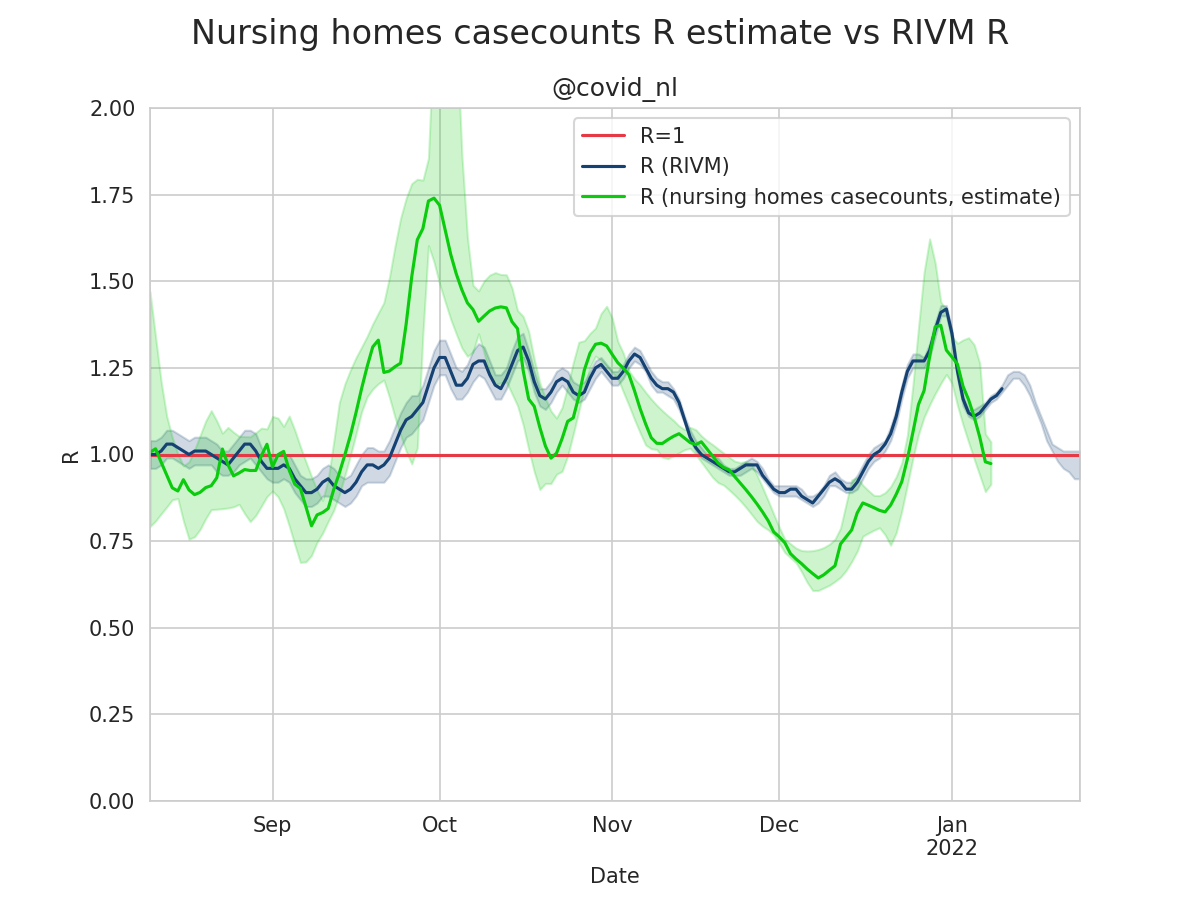 Nursing homes casecounts R estimate vs RIVM R
@covid_nl
2.00
1.75
1.50
1.25
1.00
0.75
0.50
0.25
0.00
R
R=1
R (RIVM)
R (nursing homes casecounts, estimate)
Sep
Oct
Nov
Dec
Jan
2022
Date